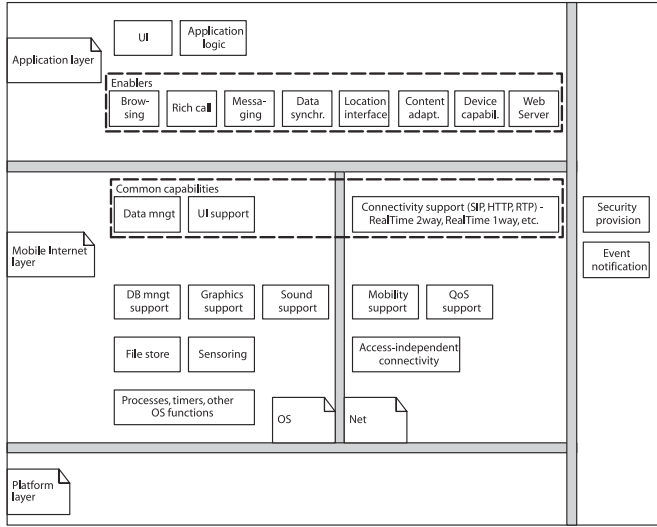 UI
Application
logic
Application layer
Enablers
Brow-
sing
Rich call
Messa-
ging
Data
synchr.
Location
interface
Content
adapt.
Device
capabil.
Web
Server
Common capabilities
Data mngt
UI support
Connectivity support (SIP, HTTP, RTP) -
RealTime 2way, RealTime 1way, etc.
Security
provision
Mobile Internet
layer
Event
notification
DB mngt
support
Graphics
support
Sound
support
Mobility
support
QoS
support
File store
Sensoring
Access-independent
connectivity
Processes, timers, other
OS functions
OS
Net
Platform
layer